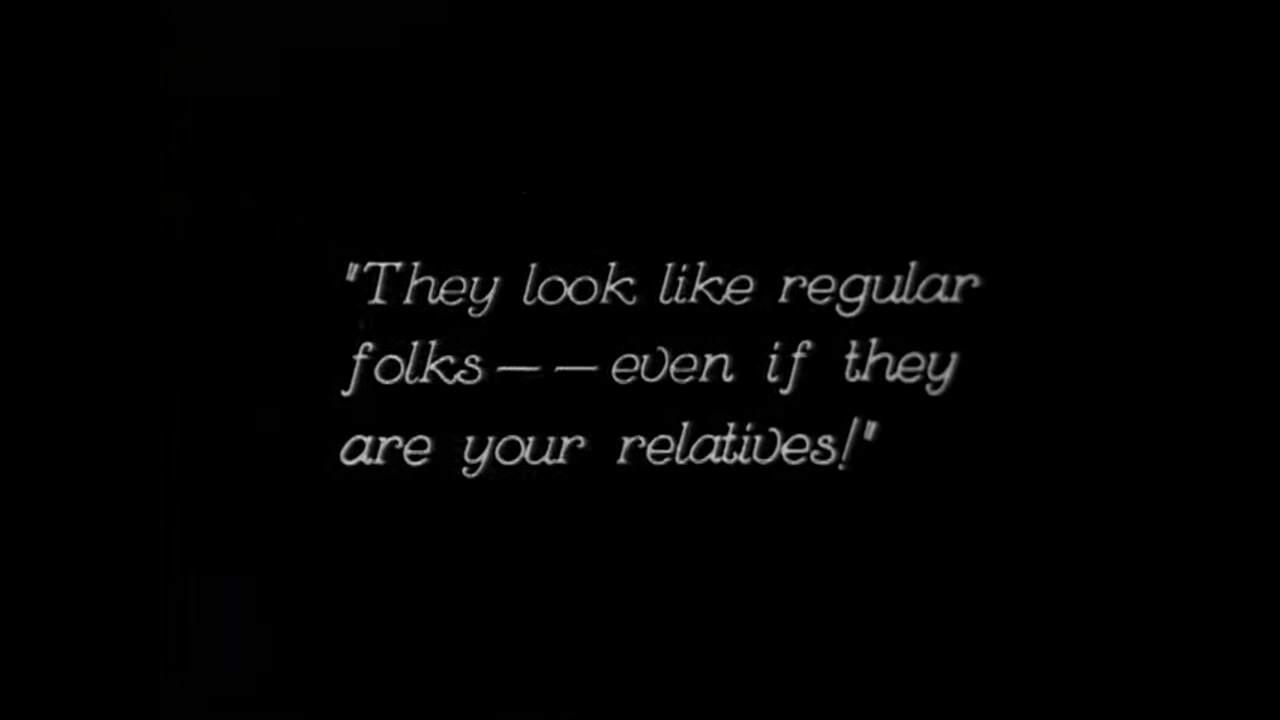 "They look like regular
folks — — even if they
are your relatives!"